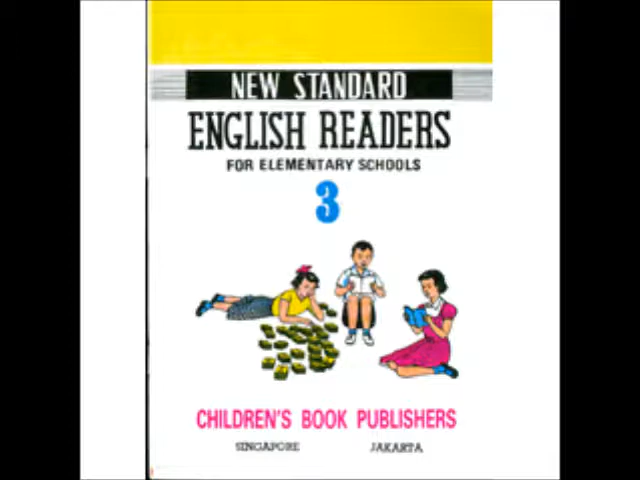 NEW STANDARD
ENGLISH READERS
FOR ELEMENTARY SCHOOLS
3
CHILDREN'S BOOK PUBLISHERS
SINGAPORE JAKARTA